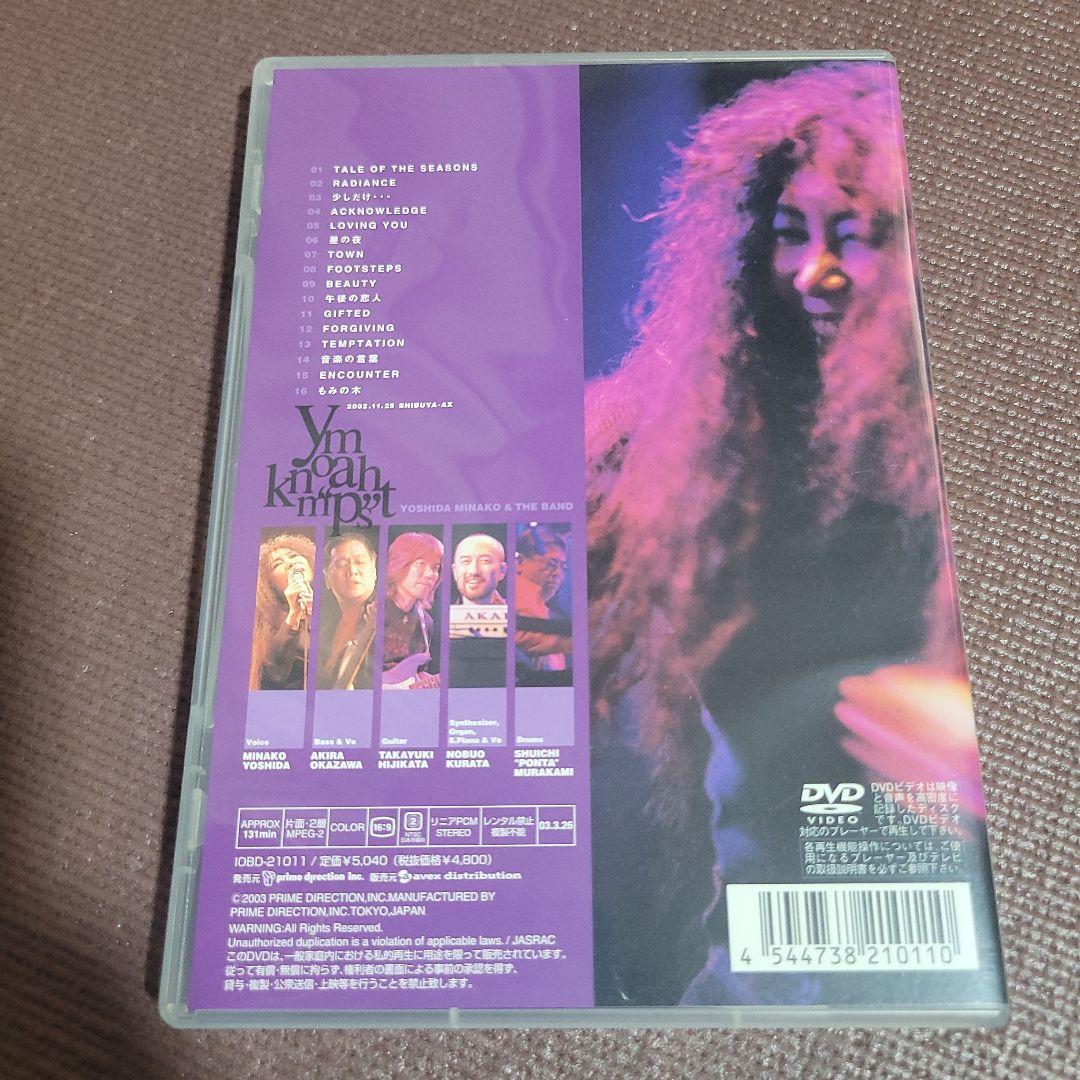 01 TALE OF THE SEASONS
02 RADIANCE
03 少しだけ・・・
04 ACKNOWLEDGE
05 LOVING YOU
06 星の夜
07 TOWN
08 FOOTSTEPS
09 BEAUTY
10 午後の恋人
11 GIFTED
12 FORGIVING
13 TEMPTATION
14 音楽の言葉
15 ENCOUNTER
16 もみの木
2002.11.25 SHIBUYA-AX
ym
knoaht
m"ps"
YOSHIDA MINAKO & THE BAND
AKAI
Voice
MINAKO
YOSHIDA
Bass & Vo
AKIRA
OKAZAWA
Guitar
TAKAYUKI
HIJIKATA
Synthesizer,
Organ,
E.Piano & Vo
NOBUO
KURATA
Drums
SHUICHI
"PONTA"
MURAKAMI
APPROX
131min
片面・2層
MPEG-2
COLOR
16:9
2
NTSC
日本市場向
リニアPCM
STEREO
レンタル禁止
複製不能
03.3.26
IOBD-21011 / 定価¥5,040 (税抜価格¥4,800)
発売元 prime direction inc. 販売元 avex distribution
© 2003 PRIME DIRECTION,INC.MANUFACTURED BY
PRIME DIRECTION,INC.TOKYO,JAPAN
WARNING:All Rights Reserved.
Unauthorized duplication is a violation of applicable laws. / JASRAC
このDVDは、一般家庭内における私的再生に用途を限って販売されています。
従って有償・無償に拘らず、権利者の書面による事前の承認を得ず、
貸与・複製・公衆送信・上映等を行うことを禁止致します。
DVD
VIDEO
DVDビデオは映像
と音声を高密度に
記録したディスク
です。DVDビデオ
対応のプレーヤーで再生して下さい。
各再生機能操作については、ご使
用になるプレーヤー及びテレビ
の取扱説明書を必ずご参照下さい
4 544738 210110